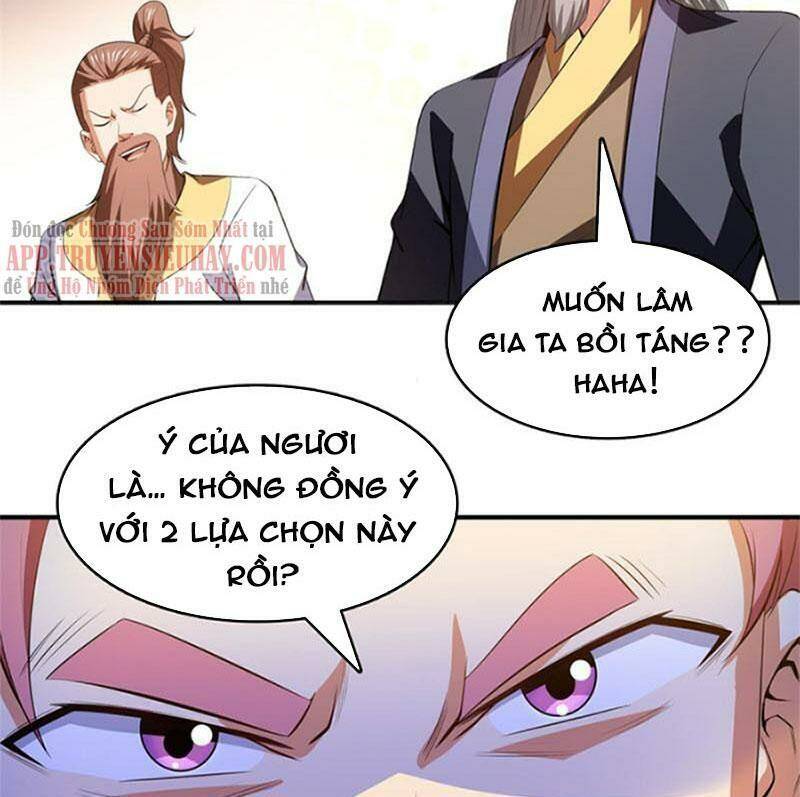 Đón đọc Chương Sau Sớm Nhất tại
APP.TRUYENSIEUHAY.COM
để Ủng Hộ Nhóm Dịch Phát Triển nhé
MUỐN LÂM
GIA TA BỒI TÁNG??
HAHA!
Ý CỦA NGƯƠI
LÀ... KHÔNG ĐỒNG Ý
VỚI 2 LỰA CHỌN NÀY
RỒI?